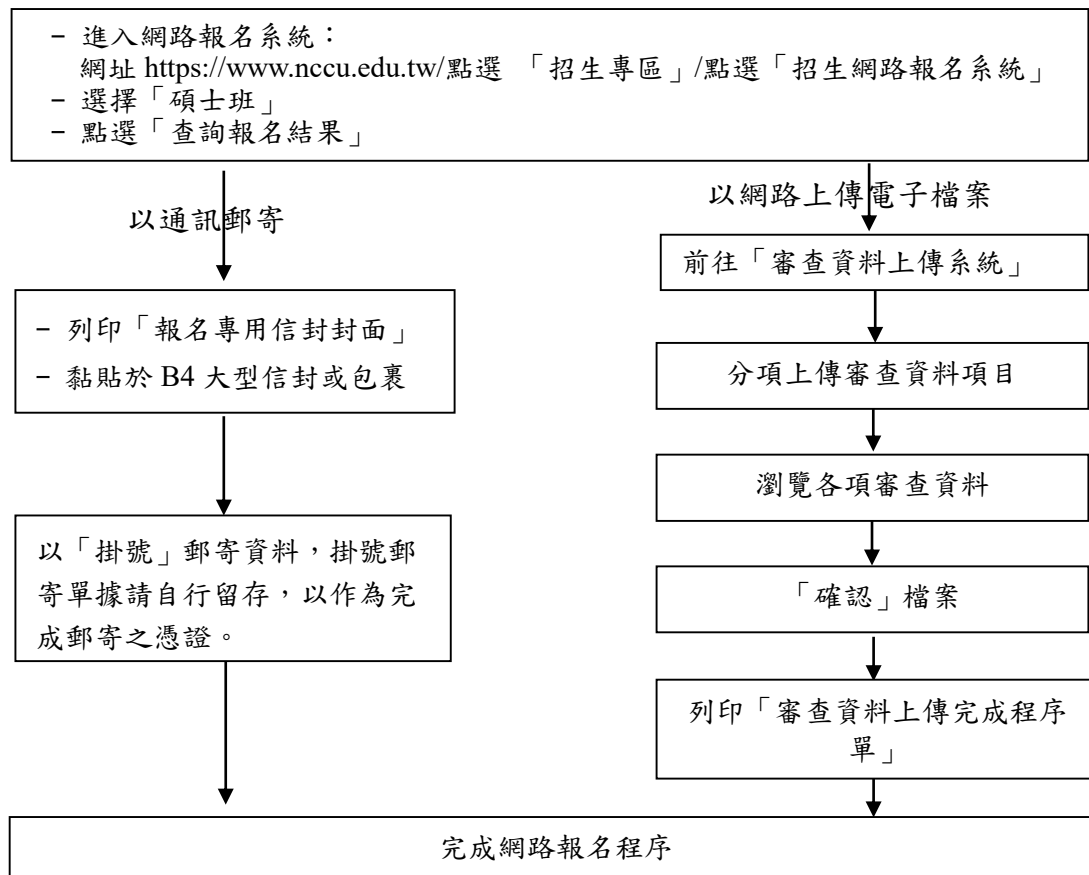 - 進入網路報名系統：
網址 https://www.nccu.edu.tw/點選 「招生專區」/點選「招生網路報名系統」
- 選擇「碩士班」
- 點選「查詢報名結果」
以通訊郵寄
- 列印「報名專用信封封面」
- 黏貼於 B4 大型信封或包裹
以「掛號」郵寄資料，掛號郵
寄單據請自行留存，以作為完
成郵寄之憑證。
以網路上傳電子檔案
前往「審查資料上傳系統」
分項上傳審查資料項目
瀏覽各項審查資料
「確認」檔案
列印「審查資料上傳完成程序
單」
完成網路報名程序